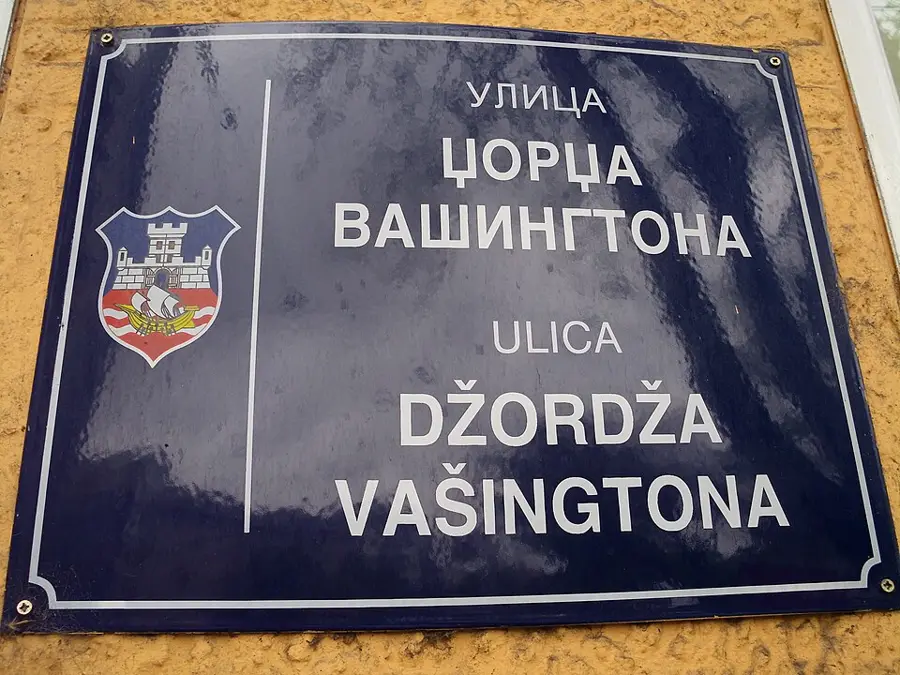 УЛИЦА
ЏОРЏА
ВАШИНГТОНА
ULICA
DŽORDŽA
VAŠINGTONA